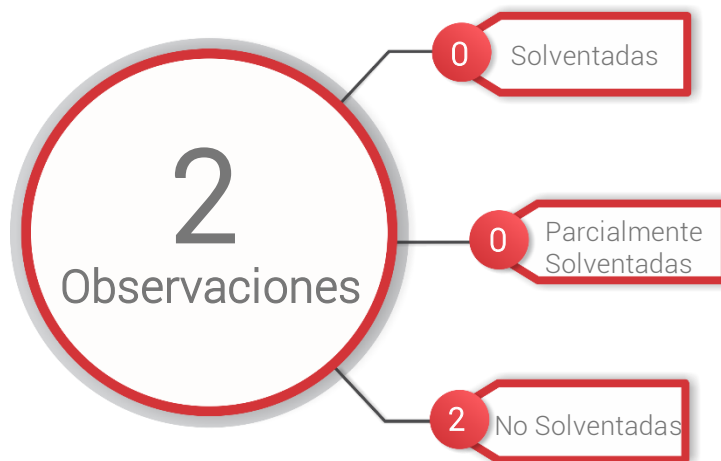 2
Observaciones
0
Solventadas
0
Parcialmente
Solventadas
2
No Solventadas